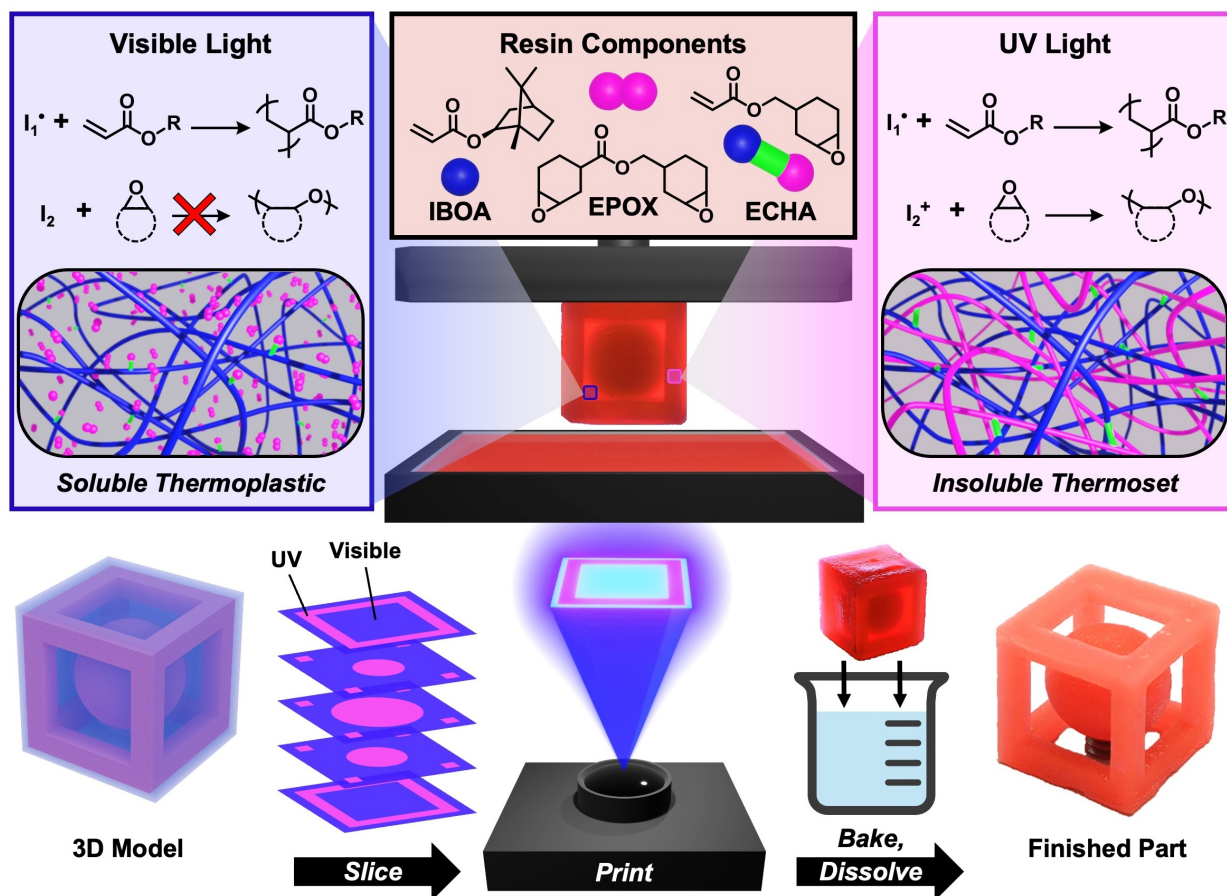 Visible Light
I₁• +
O
O
R
O
O
R
I₂ +
O
O
Soluble Thermoplastic
Resin Components
O
O
IBOA
O
O
O
O
EPOX
O
O
O
ECHA
UV Light
I₁• +
O
O
R
O
O
R
I₂⁺ +
O
O
Insoluble Thermoset
3D Model
UV
Visible
Slice
Print
Bake,
Dissolve
Finished Part